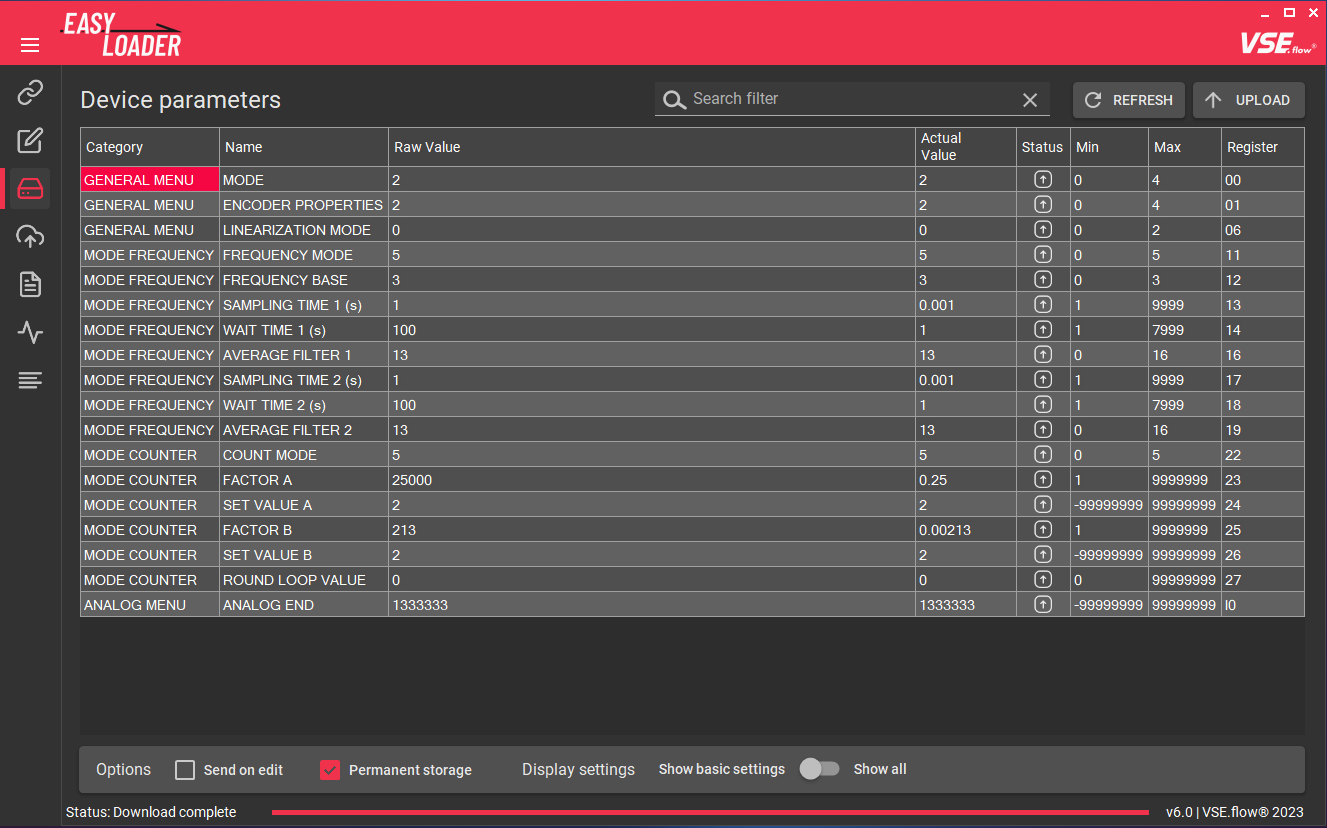 EASY
LOADER
VSE.flow®
Device parameters
Search filter
REFRESH
UPLOAD
Category Name Raw Value Actual Value Status Min Max Register
GENERAL MENU MODE 2 2 0 4 00
GENERAL MENU ENCODER PROPERTIES 2 2 0 4 01
GENERAL MENU LINEARIZATION MODE 0 0 0 2 06
MODE FREQUENCY FREQUENCY MODE 5 5 0 5 11
MODE FREQUENCY FREQUENCY BASE 3 3 0 3 12
MODE FREQUENCY SAMPLING TIME 1 (s) 1 0.001 1 9999 13
MODE FREQUENCY WAIT TIME 1 (s) 100 1 1 7999 14
MODE FREQUENCY AVERAGE FILTER 1 13 13 0 16 16
MODE FREQUENCY SAMPLING TIME 2 (s) 1 0.001 1 9999 17
MODE FREQUENCY WAIT TIME 2 (s) 100 1 1 7999 18
MODE FREQUENCY AVERAGE FILTER 2 13 13 0 16 19
MODE COUNTER COUNT MODE 5 5 0 5 22
MODE COUNTER FACTOR A 25000 0.25 1 9999999 23
MODE COUNTER SET VALUE A 2 2 -99999999 99999999 24
MODE COUNTER FACTOR B 213 0.00213 1 9999999 25
MODE COUNTER SET VALUE B 2 2 -99999999 99999999 26
MODE COUNTER ROUND LOOP VALUE 0 0 0 99999999 27
ANALOG MENU ANALOG END 1333333 1333333 -99999999 99999999 I0
Options Send on edit Permanent storage Display settings Show basic settings Show all
Status: Download complete v6.0 | VSE.flow® 2023